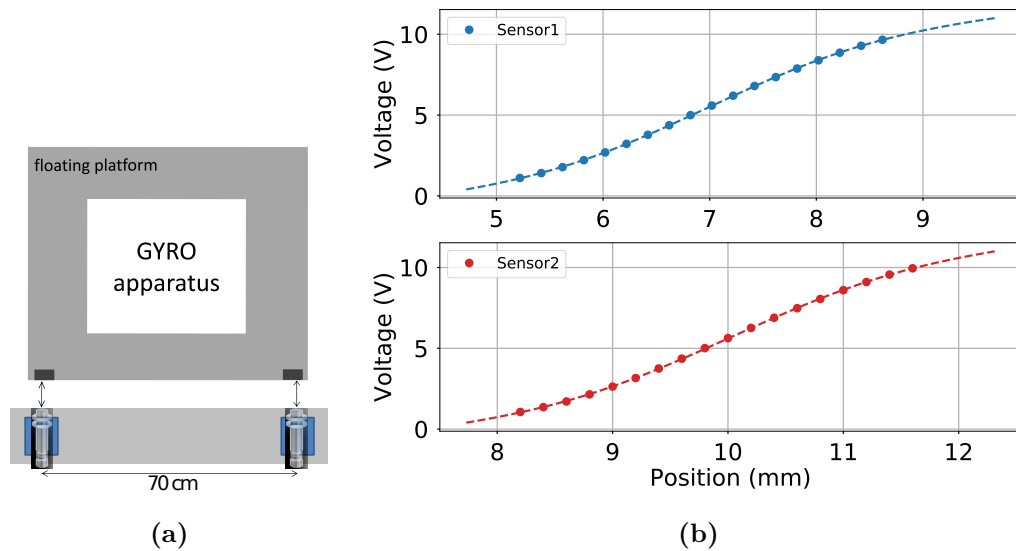 floating platform
GYRO
apparatus
70 cm
(a)
Sensor1
Voltage (V)
10
5
0
5 6 7 8 9
Sensor2
Voltage (V)
10
5
0
8 9 10 11 12
Position (mm)
(b)